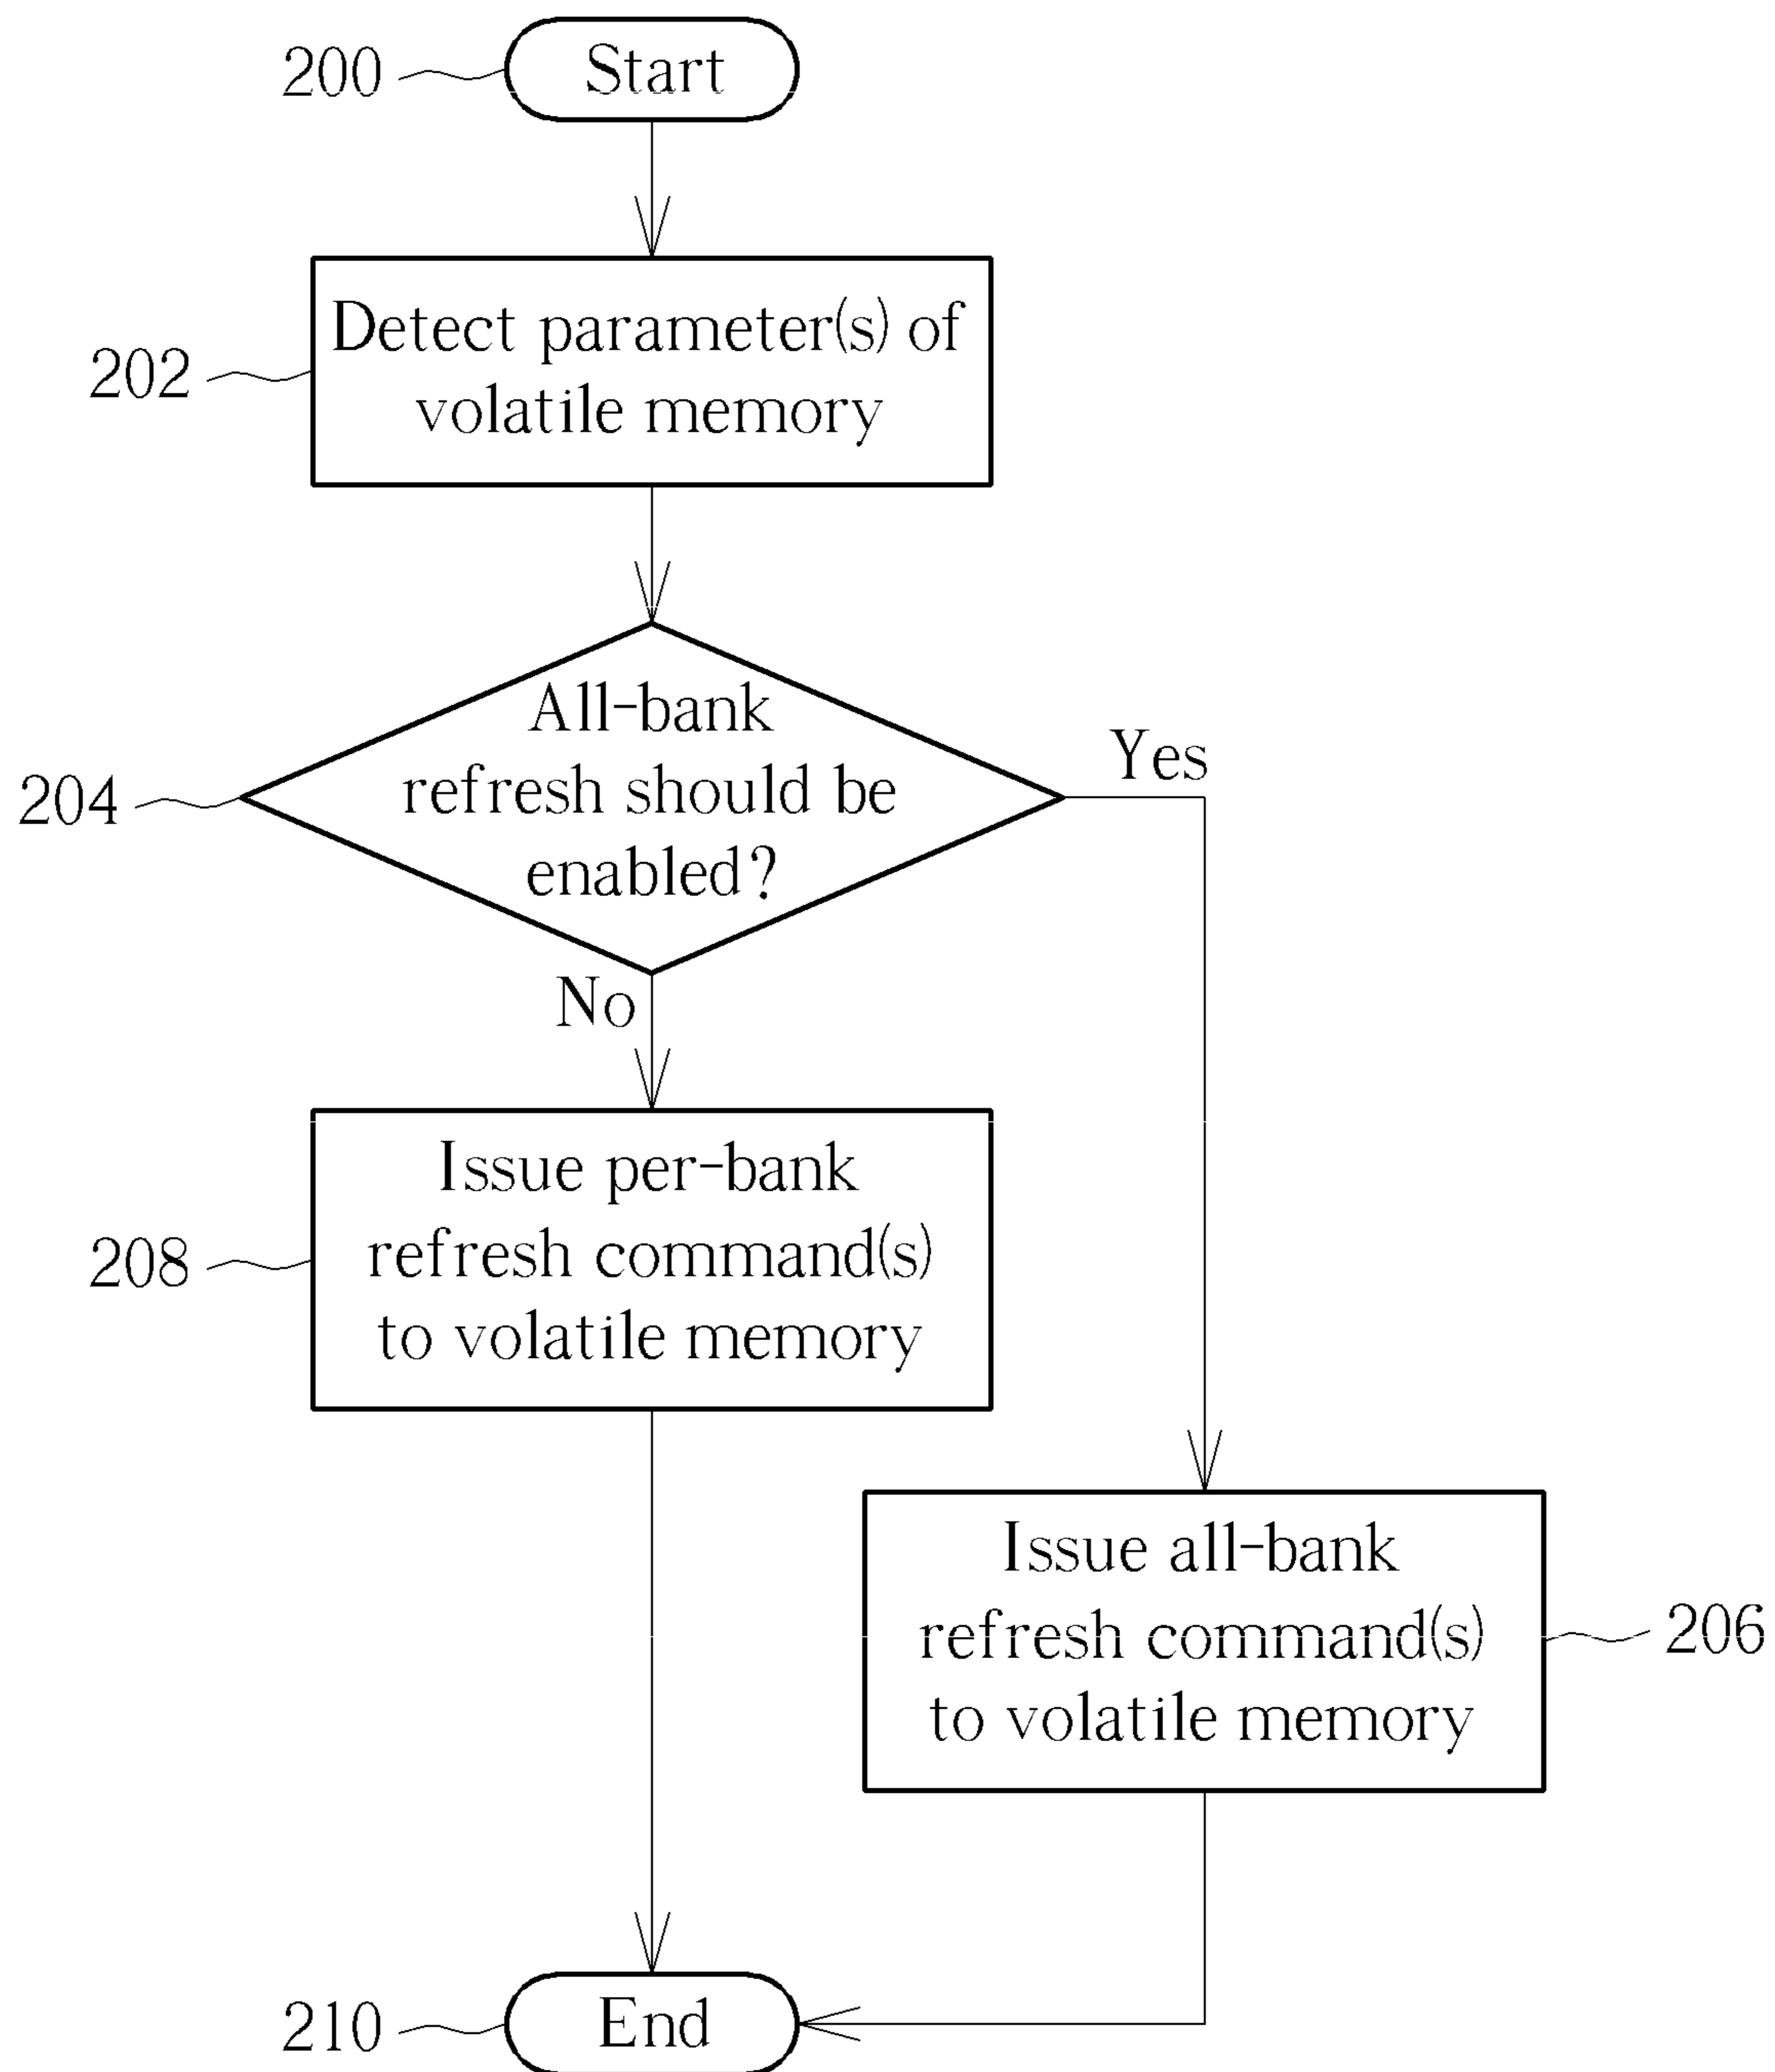 200
Start
202
Detect parameter(s) of
volatile memory
204
All-bank
refresh should be
enabled?
Yes
No
208
Issue per-bank
refresh command(s)
to volatile memory
Issue all-bank
refresh command(s)
to volatile memory
206
210
End